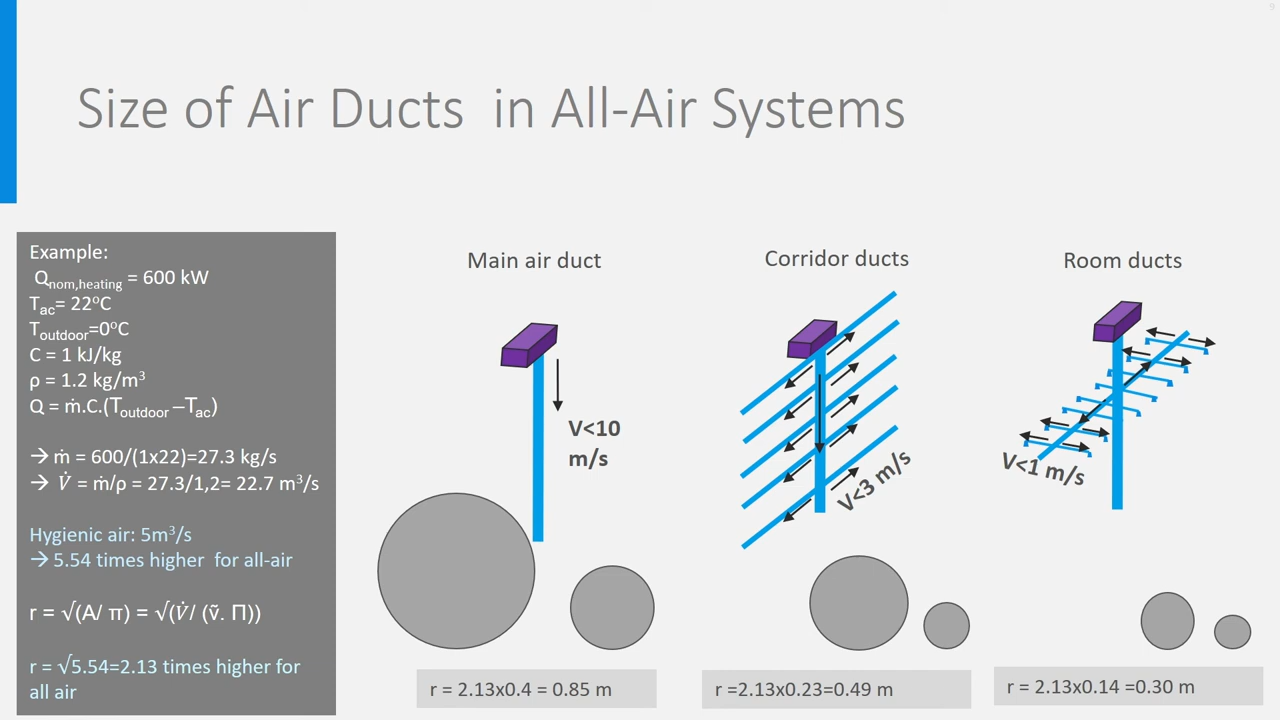 9
Size of Air Ducts  in All-Air Systems
Example:
Qnom,heating = 600 kW
Tac= 22°C
Toutdoor=0°C
C = 1 kJ/kg
ρ = 1.2 kg/m³
Q = ṁ.C.(Toutdoor –Tac)
→ ṁ = 600/(1x22)=27.3 kg/s
→ V̇ = ṁ/ρ = 27.3/1,2= 22.7 m³/s
Hygienic air: 5m³/s
→ 5.54 times higher  for all-air
r = √(A/ π) = √(V̇/ (ṽ. Π))
r = √5.54=2.13 times higher for
all air
Main air duct
V<10
m/s
r = 2.13x0.4 = 0.85 m
Corridor ducts
V<3 m/s
r =2.13x0.23=0.49 m
Room ducts
V<1 m/s
r = 2.13x0.14 =0.30 m